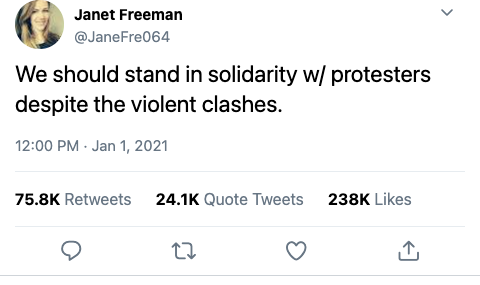 Janet Freeman
@JaneFre064
We should stand in solidarity w/ protesters
despite the violent clashes.
12:00 PM · Jan 1, 2021
75.8K Retweets 24.1K Quote Tweets 238K Likes